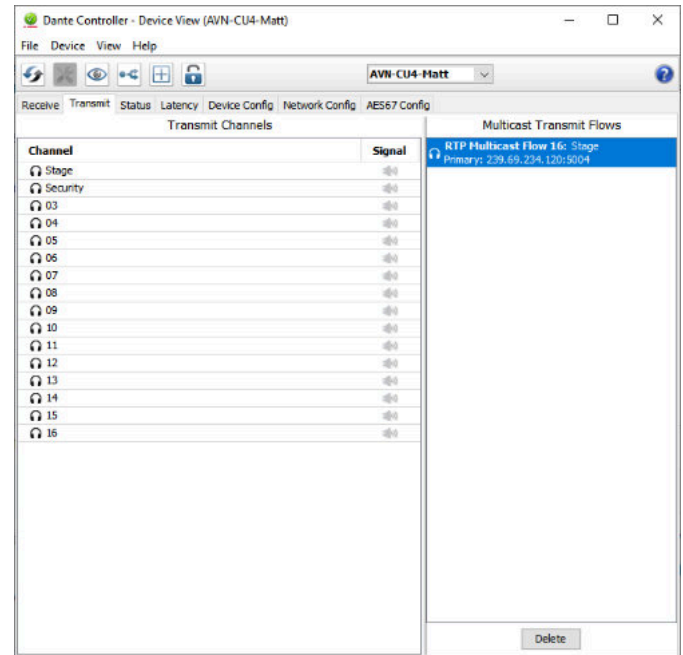 Dante Controller - Device View (AVN-CU4-Matt)
File Device View Help
AVN-CU4-Matt
?
Receive Transmit Status Latency Device Config Network Config AES67 Config
Transmit Channels
Multicast Transmit Flows
Channel Signal
RTP Multicast Flow 16: Stage
Primary: 239.69.234.120:5004
Stage
Security
03
04
05
06
07
08
09
10
11
12
13
14
15
16
Delete